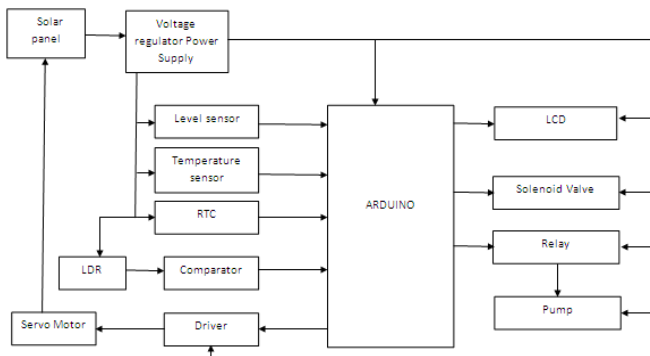 Solar
panel
Voltage
regulator Power
Supply
Level sensor
Temperature
sensor
RTC
LDR
Comparator
Servo Motor
Driver
ARDUINO
LCD
Solenoid Valve
Relay
Pump